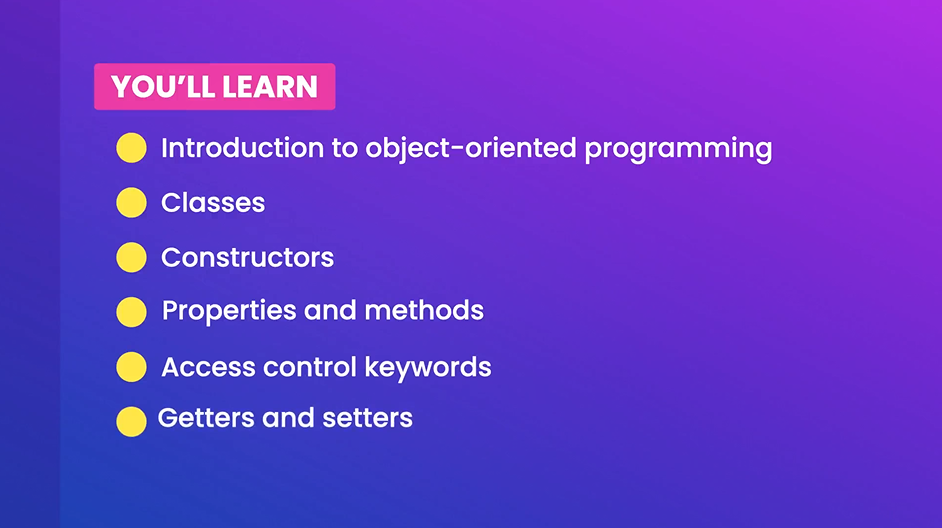 YOU'LL LEARN
Introduction to object-oriented programming
Classes
Constructors
Properties and methods
Access control keywords
Getters and setters